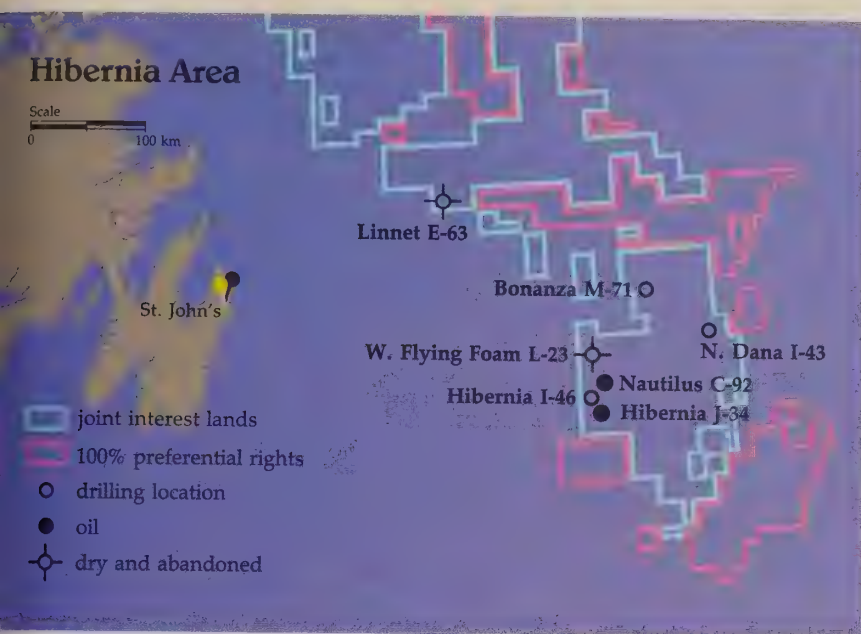 Hibernia Area
Scale
0 100 km
Linnet E-63
St. John's
Bonanza M-71
N. Dana I-43
W. Flying Foam L-23
Nautilus C-92
Hibernia I-46
Hibernia J-34
joint interest lands
100% preferential rights
drilling location
oil
dry and abandoned